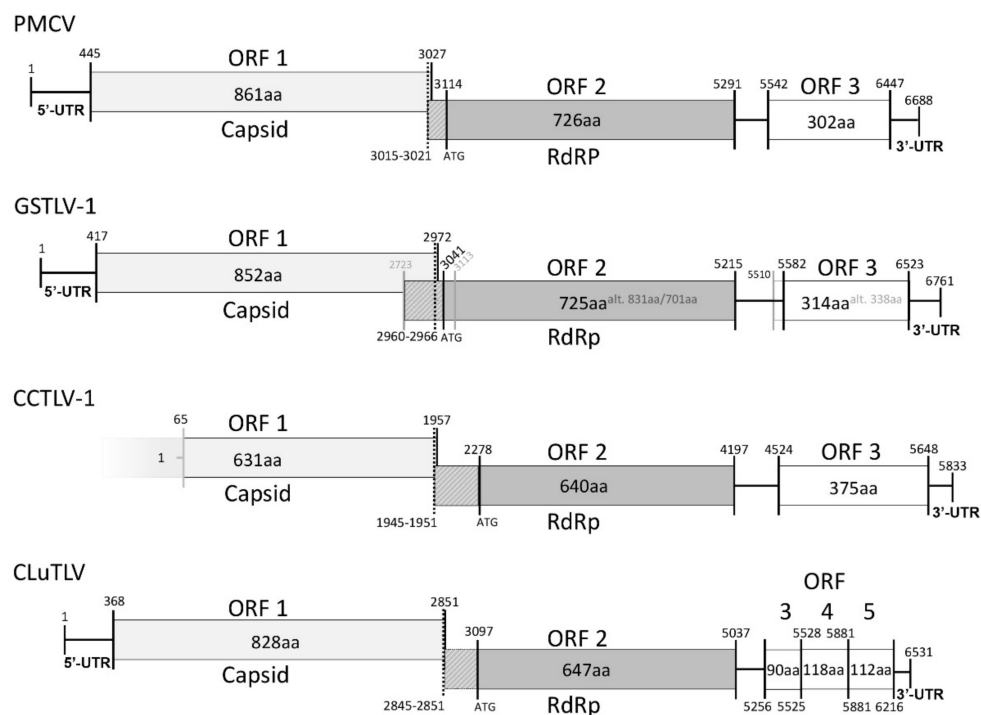 PMCV
1 445 ORF 1 3027 3114 ORF 2 5291 5542 ORF 3 6447 6688
5'-UTR 861aa 726aa 302aa 3'-UTR
Capsid 3015-3021 ATG RdRP
GSTLV-1
1 417 ORF 1 2723 2972 3041 3113 ORF 2 5215 5510 5582 ORF 3 6523 6761
5'-UTR 852aa 725aa alt. 831aa/701aa 314aa alt. 338aa 3'-UTR
Capsid 2960-2966 ATG RdRp
CCTLV-1
65 ORF 1 1957 2278 ORF 2 4197 4524 ORF 3 5648 5833
1 631aa 640aa 375aa 3'-UTR
Capsid 1945-1951 ATG RdRp
CLuTLV
ORF
1 368 ORF 1 2851 3097 ORF 2 5037 3 4 5
5528 5881 6531
5'-UTR 828aa 647aa 90aa 118aa 112aa 3'-UTR
Capsid 2845-2851 ATG RdRp 5256 5525 5881 6216